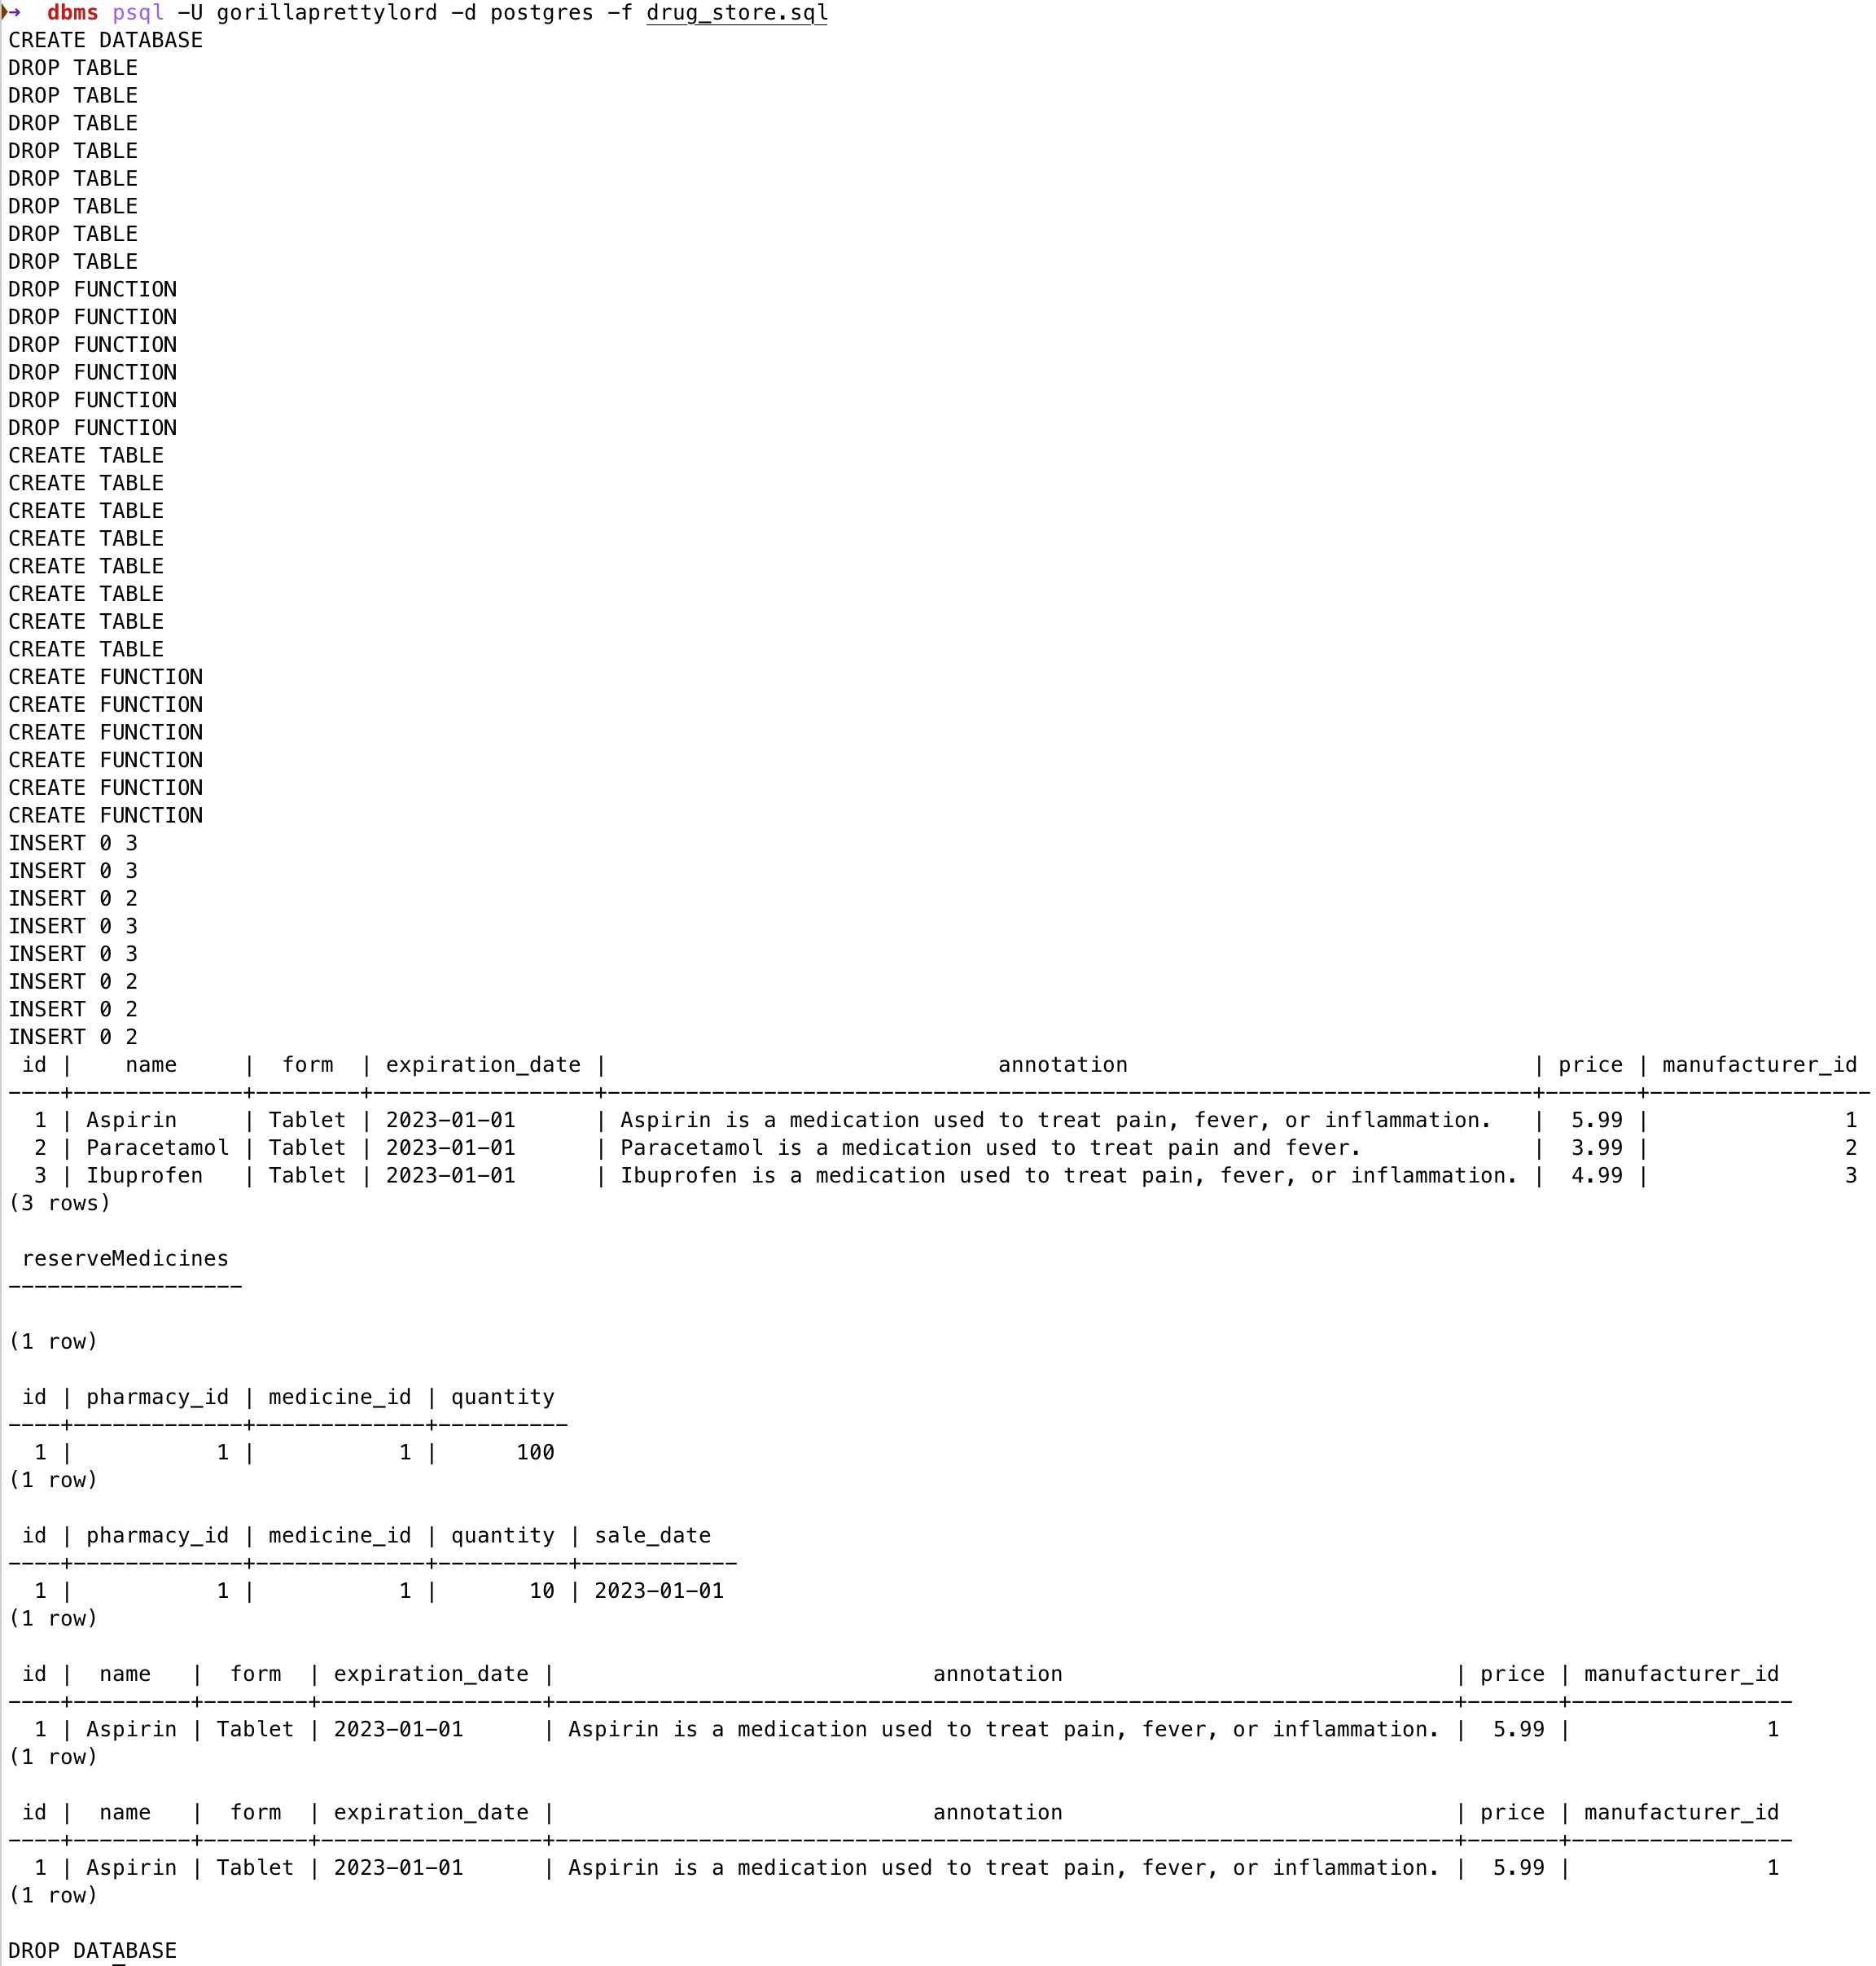 ➜  dbms psql -U gorillaprettylord -d postgres -f drug_store.sql
CREATE DATABASE
DROP TABLE
DROP TABLE
DROP TABLE
DROP TABLE
DROP TABLE
DROP TABLE
DROP TABLE
DROP TABLE
DROP FUNCTION
DROP FUNCTION
DROP FUNCTION
DROP FUNCTION
DROP FUNCTION
DROP FUNCTION
CREATE TABLE
CREATE TABLE
CREATE TABLE
CREATE TABLE
CREATE TABLE
CREATE TABLE
CREATE TABLE
CREATE TABLE
CREATE FUNCTION
CREATE FUNCTION
CREATE FUNCTION
CREATE FUNCTION
CREATE FUNCTION
CREATE FUNCTION
INSERT 0 3
INSERT 0 3
INSERT 0 2
INSERT 0 3
INSERT 0 3
INSERT 0 2
INSERT 0 2
INSERT 0 2
 id |    name     |  form  | expiration_date |                              annotation                               | price | manufacturer_id
----+-------------+--------+-----------------+-----------------------------------------------------------------------+-------+-----------------
  1 | Aspirin     | Tablet | 2023-01-01      | Aspirin is a medication used to treat pain, fever, or inflammation.   |  5.99 |               1
  2 | Paracetamol | Tablet | 2023-01-01      | Paracetamol is a medication used to treat pain and fever.             |  3.99 |               2
  3 | Ibuprofen   | Tablet | 2023-01-01      | Ibuprofen is a medication used to treat pain, fever, or inflammation. |  4.99 |               3
(3 rows)

 reserveMedicines
------------------

(1 row)

 id | pharmacy_id | medicine_id | quantity
----+-------------+-------------+----------
  1 |           1 |           1 |      100
(1 row)

 id | pharmacy_id | medicine_id | quantity | sale_date
----+-------------+-------------+----------+------------
  1 |           1 |           1 |       10 | 2023-01-01
(1 row)

 id |  name   |  form  | expiration_date |                             annotation                              | price | manufacturer_id
----+---------+--------+-----------------+---------------------------------------------------------------------+-------+-----------------
  1 | Aspirin | Tablet | 2023-01-01      | Aspirin is a medication used to treat pain, fever, or inflammation. |  5.99 |               1
(1 row)

 id |  name   |  form  | expiration_date |                             annotation                              | price | manufacturer_id
----+---------+--------+-----------------+---------------------------------------------------------------------+-------+-----------------
  1 | Aspirin | Tablet | 2023-01-01      | Aspirin is a medication used to treat pain, fever, or inflammation. |  5.99 |               1
(1 row)

DROP DATABASE